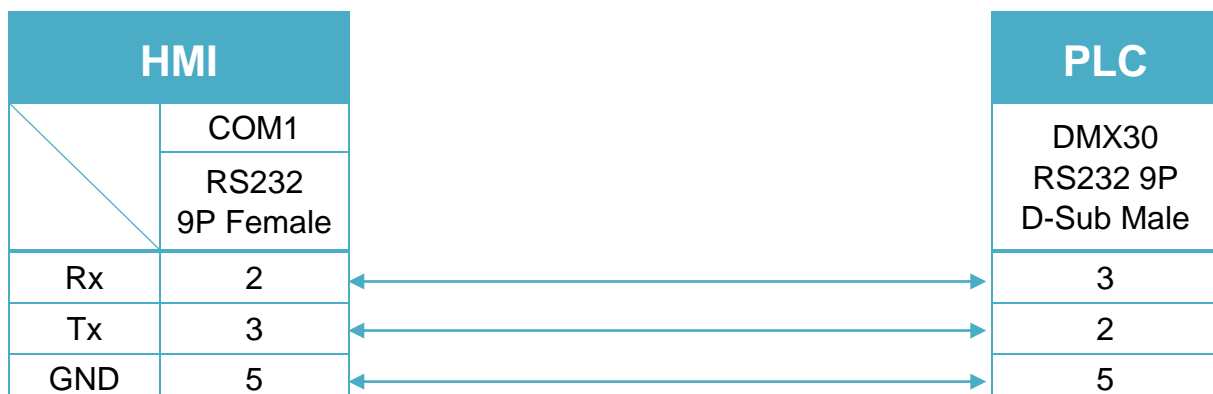 HMI
PLC
COM1
RS232
9P Female
DMX30
RS232 9P
D-Sub Male
Rx 2 3
Tx 3 2
GND 5 5